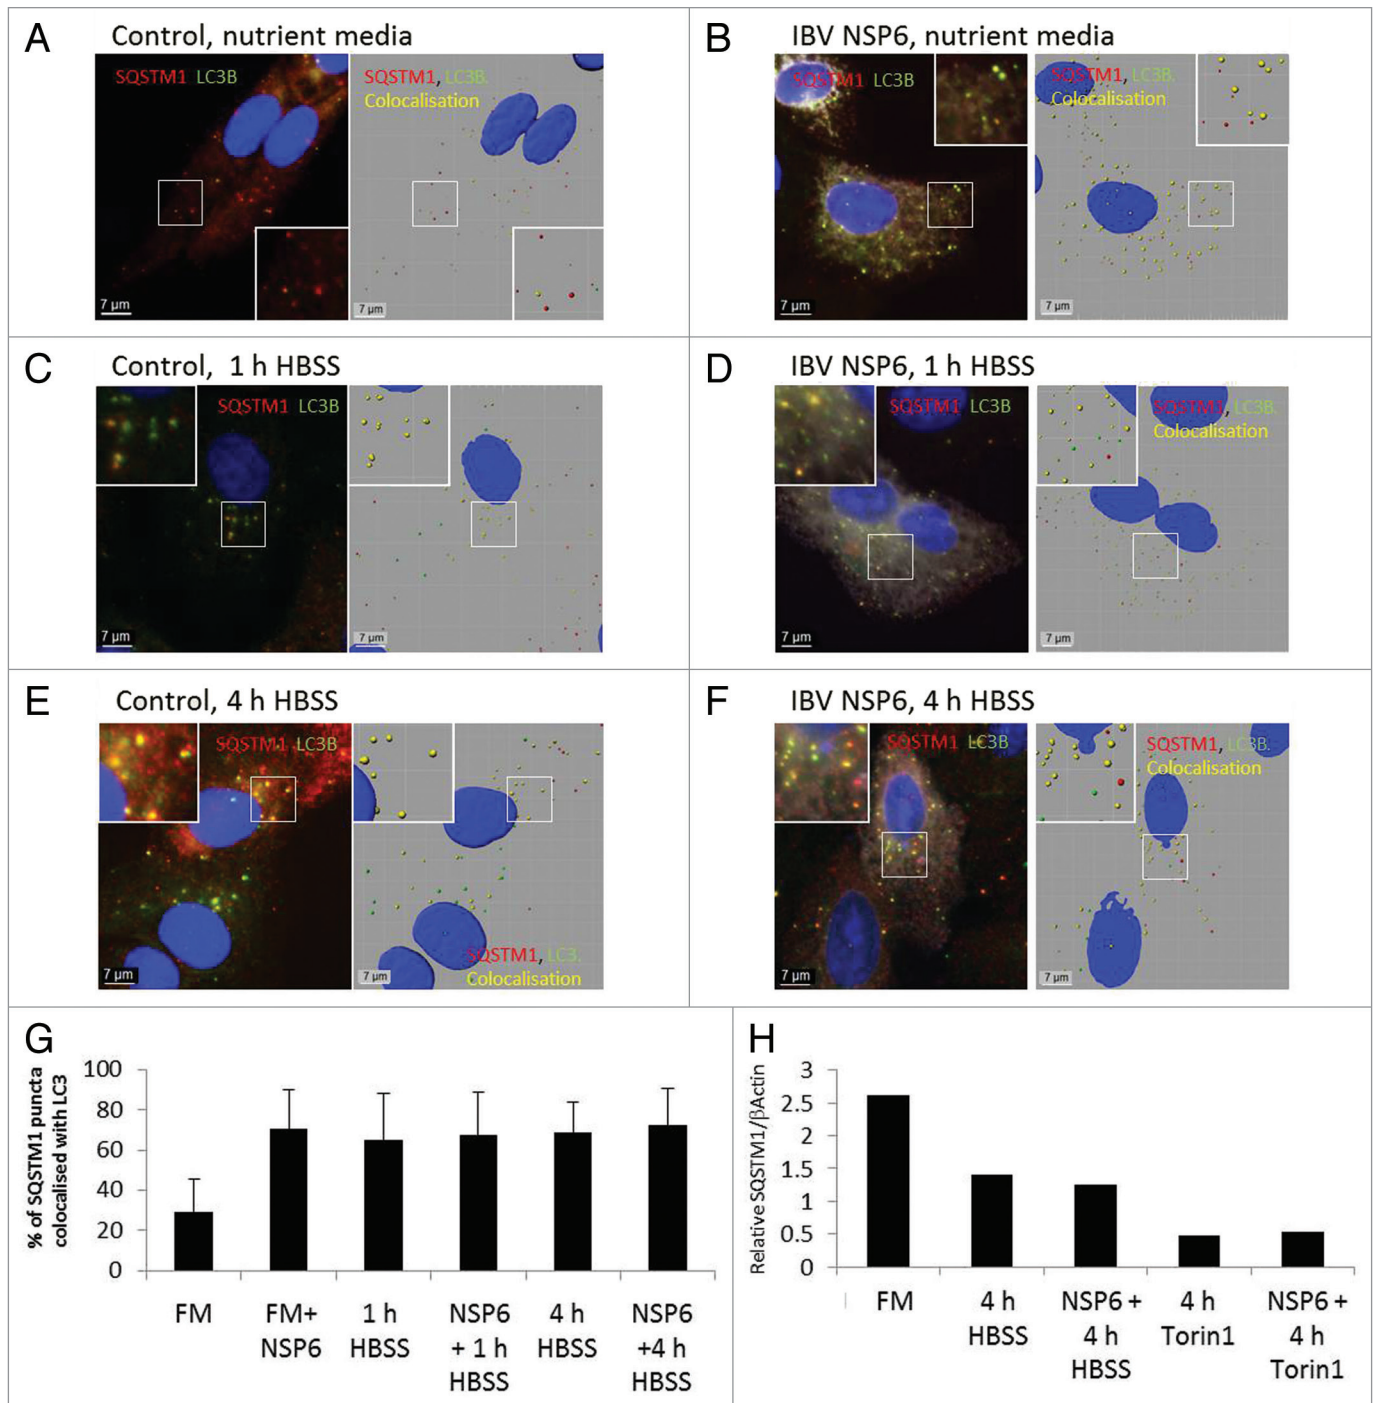 A Control, nutrient media
SQSTM1 LC3B
7 µm
SQSTM1, LC3B.
Colocalisation
7 µm
B IBV NSP6, nutrient media
SQSTM1 LC3B
7 µm
SQSTM1, LC3B.
Colocalisation
7 µm
C Control, 1 h HBSS
SQSTM1 LC3B
7 µm
7 µm
D IBV NSP6, 1 h HBSS
SQSTM1 LC3B
7 µm
SQSTM1, LC3B.
Colocalisation
7 µm
E Control, 4 h HBSS
SQSTM1 LC3B
7 µm
SQSTM1, LC3.
Colocalisation
7 µm
F IBV NSP6, 4 h HBSS
SQSTM1 LC3B
7 µm
SQSTM1, LC3B.
Colocalisation
7 µm
G
% of SQSTM1 puncta
colocalised with LC3
100
80
60
40
20
0
FM
FM+
NSP6
1 h
HBSS
NSP6
+ 1 h
HBSS
4 h
HBSS
NSP6
+4 h
HBSS
H
Relative SQSTM1/βActin
3
2.5
2
1.5
1
0.5
0
FM
4 h
HBSS
NSP6 +
4 h
HBSS
4 h
Torin1
NSP6 +
4 h
Torin1